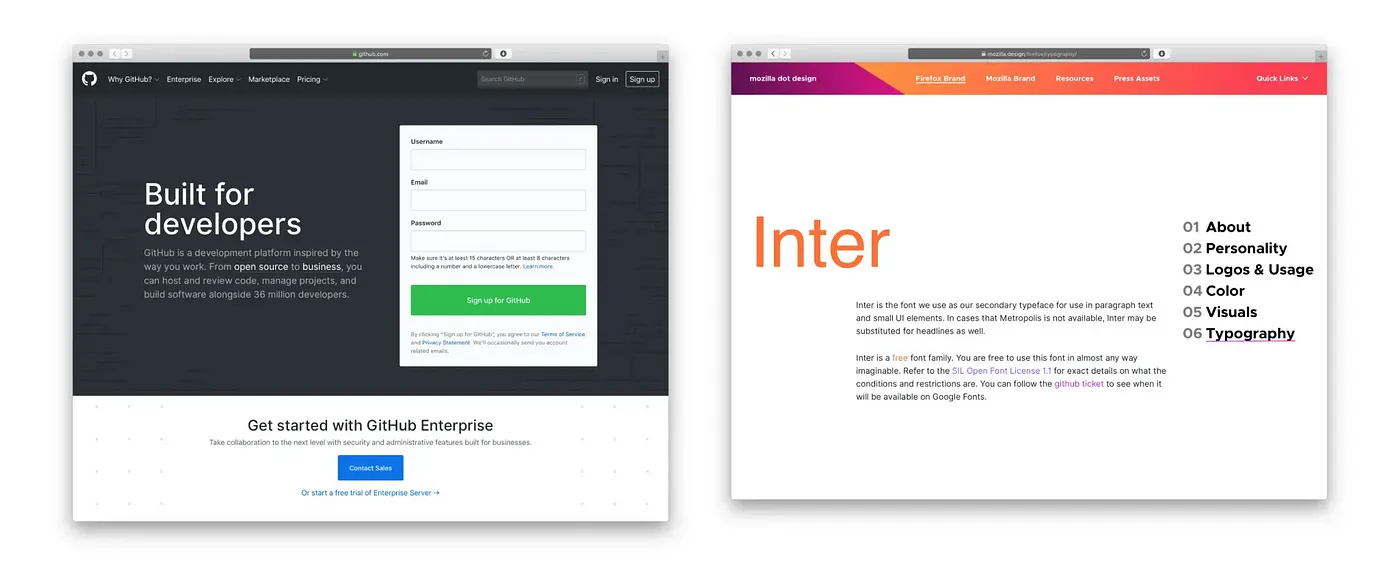 github.com
Why GitHub? Enterprise Explore Marketplace Pricing
Search GitHub
/
Sign in
Sign up
Built for
developers
GitHub is a development platform inspired by the
way you work. From open source to business, you
can host and review code, manage projects, and
build software alongside 36 million developers.
Username
Email
Password
Make sure it's at least 15 characters OR at least 8 characters
including a number and a lowercase letter. Learn more.
Sign up for GitHub
By clicking "Sign up for GitHub", you agree to our Terms of Service
and Privacy Statement. We'll occasionally send you account
related emails.
Get started with GitHub Enterprise
Take collaboration to the next level with security and administrative features built for businesses.
Contact Sales
Or start a free trial of Enterprise Server →
mozilla.design/firefox/typography/
mozilla dot design
Firefox Brand Mozilla Brand Resources Press Assets
Quick Links
Inter
Inter is the font we use as our secondary typeface for use in paragraph text
and small UI elements. In cases that Metropolis is not available, Inter may be
substituted for headlines as well.
Inter is a free font family. You are free to use this font in almost any way
imaginable. Refer to the SIL Open Font License 1.1 for exact details on what the
conditions and restrictions are. You can follow the github ticket to see when it
will be available on Google Fonts.
01 About
02 Personality
03 Logos & Usage
04 Color
05 Visuals
06 Typography